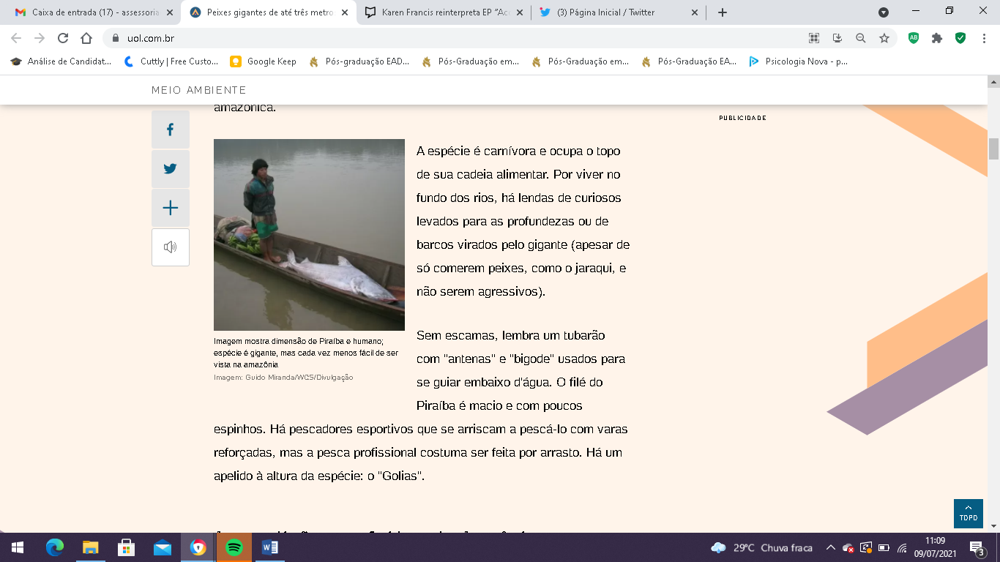 Caixa de entrada (17) - assessoria
Peixes gigantes de até três metro
Karen Francis reinterpreta EP "Acú
(3) Página Inicial / Twitter
uol.com.br
AB
Análise de Candidat...
Cuttly | Free Custo...
Google Keep
Pós-graduação EAD...
Pós-Graduação em...
Pós-Graduação em...
Pós-Graduação EA...
Psicologia Nova - p...
MEIO AMBIENTE
amazônica.
PUBLICIDADE
A espécie é carnívora e ocupa o topo
de sua cadeia alimentar. Por viver no
fundo dos rios, há lendas de curiosos
levados para as profundezas ou de
barcos virados pelo gigante (apesar de
só comerem peixes, como o jaraqui, e
não serem agressivos).
Imagem mostra dimensão de Piraíba e humano;
espécie é gigante, mas cada vez menos fácil de ser
vista na amazônia
Imagem: Guido Miranda/WCS/Divulgação
Sem escamas, lembra um tubarão
com "antenas" e "bigode" usados para
se guiar embaixo d'água. O filé do
Piraíba é macio e com poucos
espinhos. Há pescadores esportivos que se arriscam a pescá-lo com varas
reforçadas, mas a pesca profissional costuma ser feita por arrasto. Há um
apelido à altura da espécie: o "Golias".
TOPO
29°C Chuva fraca
11:09
09/07/2021
3